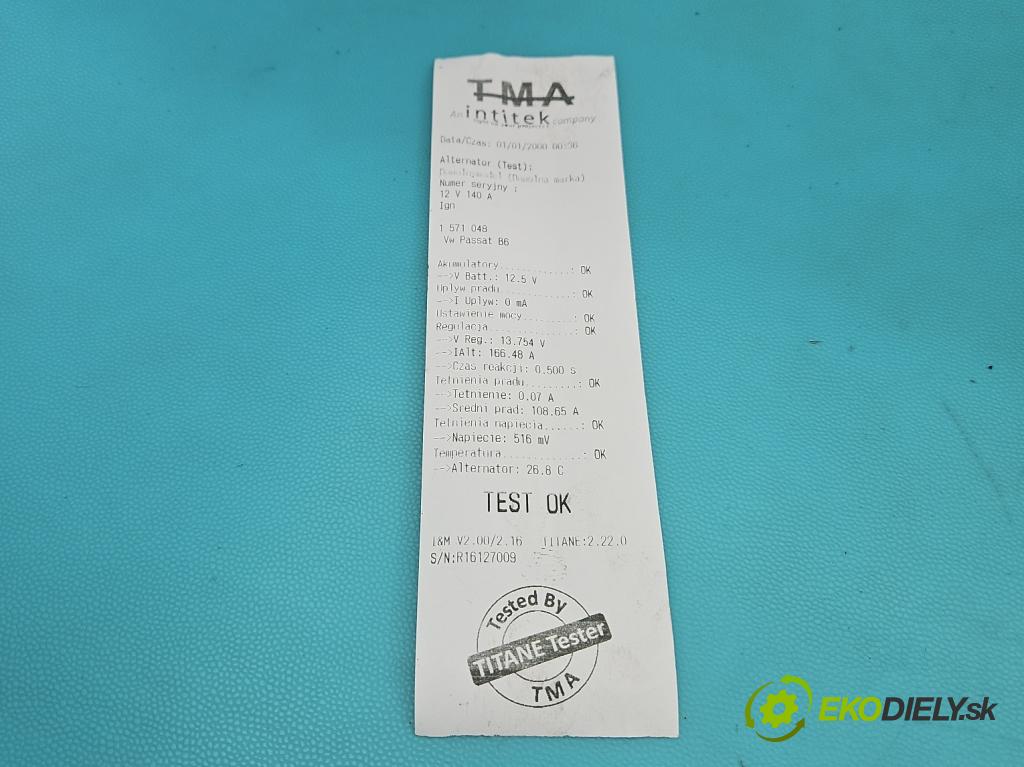 TMA
An intitek company
Data/Czas: 01/01/2000 00:36
Alternator (Test):
(Dowolna marka)
Numer seryjny :
12 V 140 A
Ign
1 571 048
Vw Passat B6
Akumulatory............: OK
-->V Batt.: 12.5 V
Uplyw pradu............: OK
-->I Uplyw: 0 mA
Ustawienie mocy.........: OK
Regulacja..............: OK
-->V Reg.: 13.754 V
-->IAlt: 166.48 A
-->Czas reakcji: 0.500 s
Tetnienia pradu.........: OK
-->Tetnienie: 0.07 A
-->Sredni prad: 108.65 A
Tetnienia napiecia......: OK
-->Napiecie: 516 mV
Temperatura.............: OK
-->Alternator: 26.8 C
TEST OK
I&M V2.00/2.16 TITANE:2.22.0
S/N:R16127009
Tested By
TITANE Tester
TMA
EKODIELY.sk